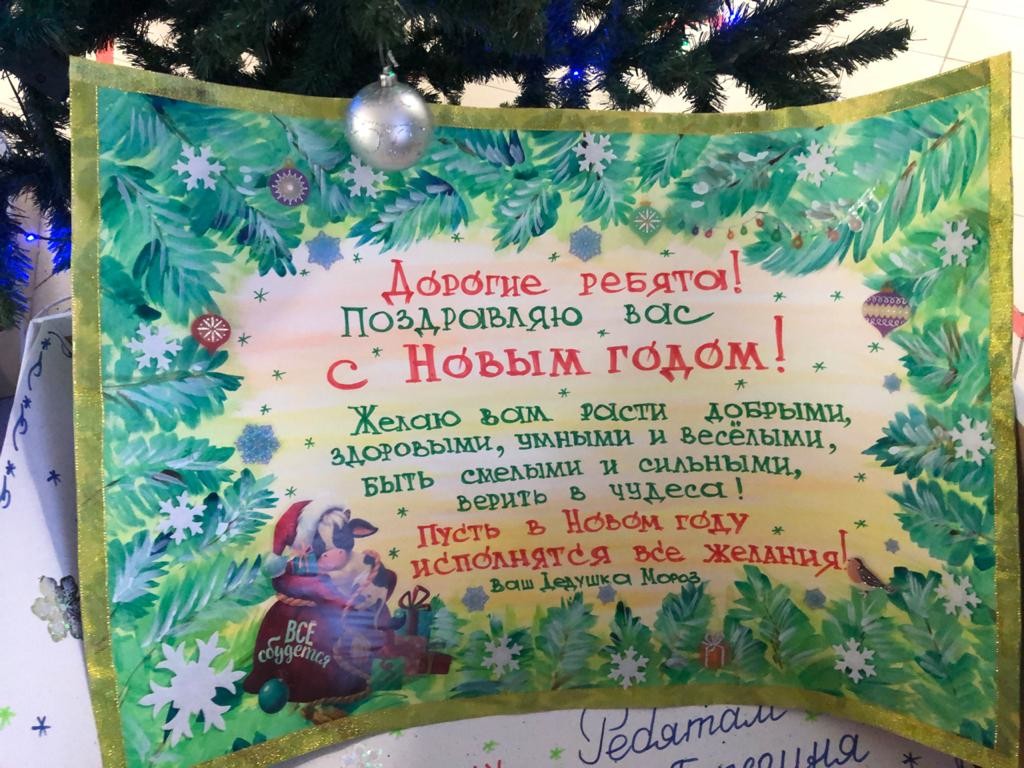 Дорогие ребята!
Поздравляю вас
с Новым годом!
Желаю вам расти добрыми,
здоровыми, умными и весёлыми,
быть смелыми и сильными,
верить в чудеса!
Пусть в Новом году
исполнятся все желания!
Ваш Дедушка Мороз
ВСЕ
сбудется
Ребятам